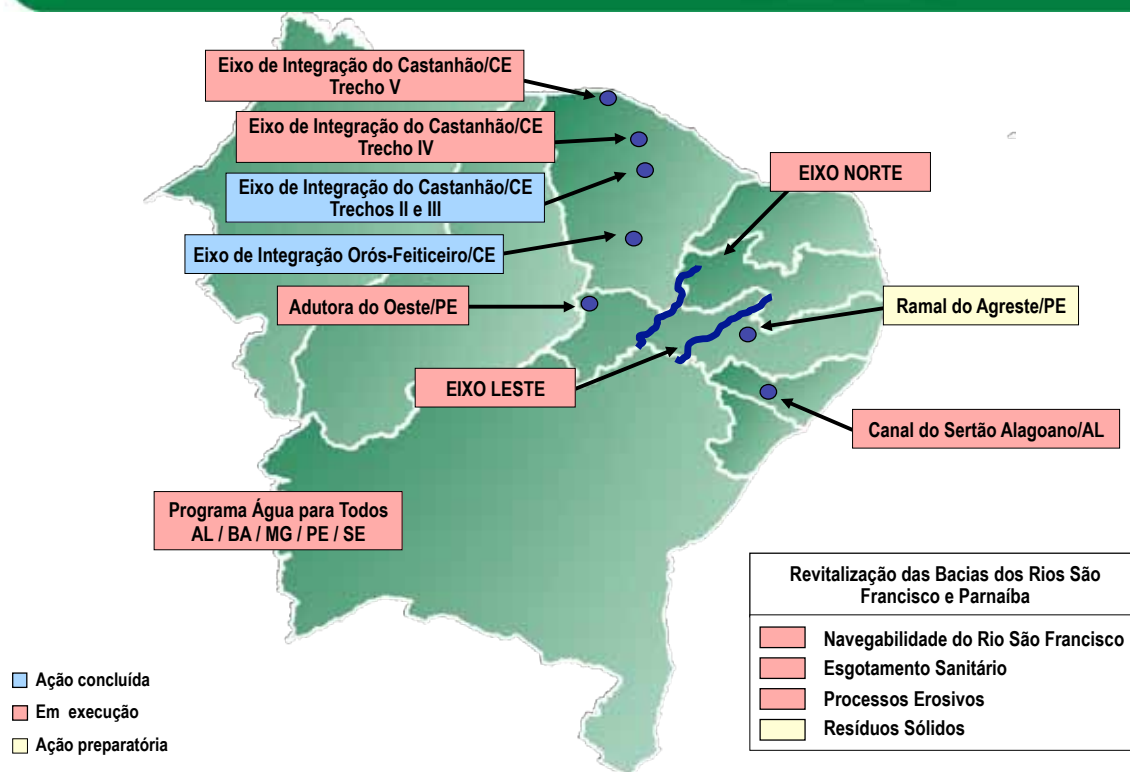 Eixo de Integração do Castanhão/CE
Trecho V
Eixo de Integração do Castanhão/CE
Trecho IV
EIXO NORTE
Eixo de Integração do Castanhão/CE
Trechos II e III
Eixo de Integração Orós-Feiticeiro/CE
Adutora do Oeste/PE
Ramal do Agreste/PE
EIXO LESTE
Canal do Sertão Alagoano/AL
Programa Água para Todos
AL / BA / MG / PE / SE
Revitalização das Bacias dos Rios São
Francisco e Parnaíba
Navegabilidade do Rio São Francisco
Esgotamento Sanitário
Processos Erosivos
Resíduos Sólidos
Ação concluída
Em execução
Ação preparatória